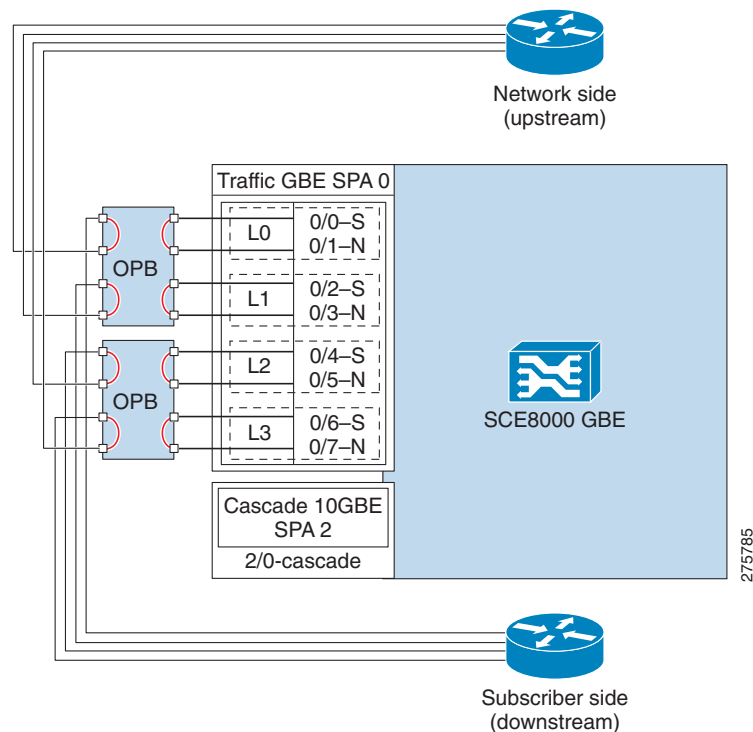 Network side
(upstream)
Traffic GBE SPA 0
L0
0/0–S
0/1–N
OPB
L1
0/2–S
0/3–N
L2
0/4–S
0/5–N
OPB
L3
0/6–S
0/7–N
SCE8000 GBE
Cascade 10GBE
SPA 2
2/0-cascade
275785
Subscriber side
(downstream)